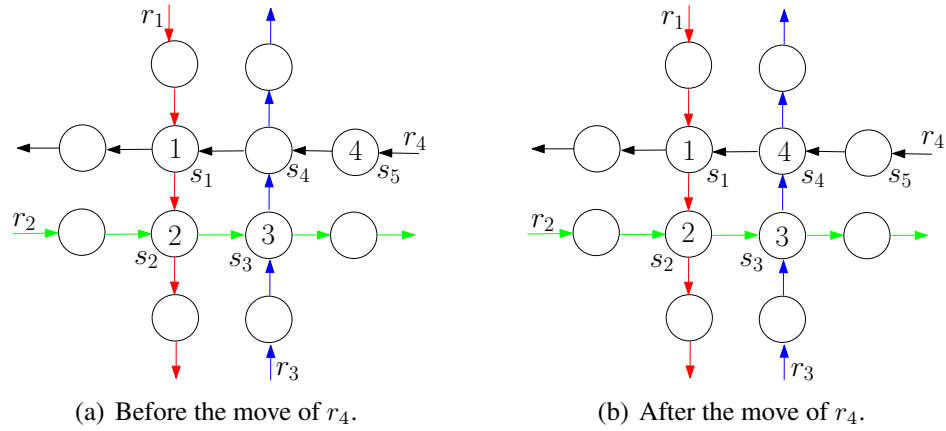 r₁
1
4
r₄
s₁
s₄
s₅
r₂
2
3
s₂
s₃
r₃
(a) Before the move of r₄.
r₁
1
4
r₄
s₁
s₄
s₅
r₂
2
3
s₂
s₃
r₃
(b) After the move of r₄.